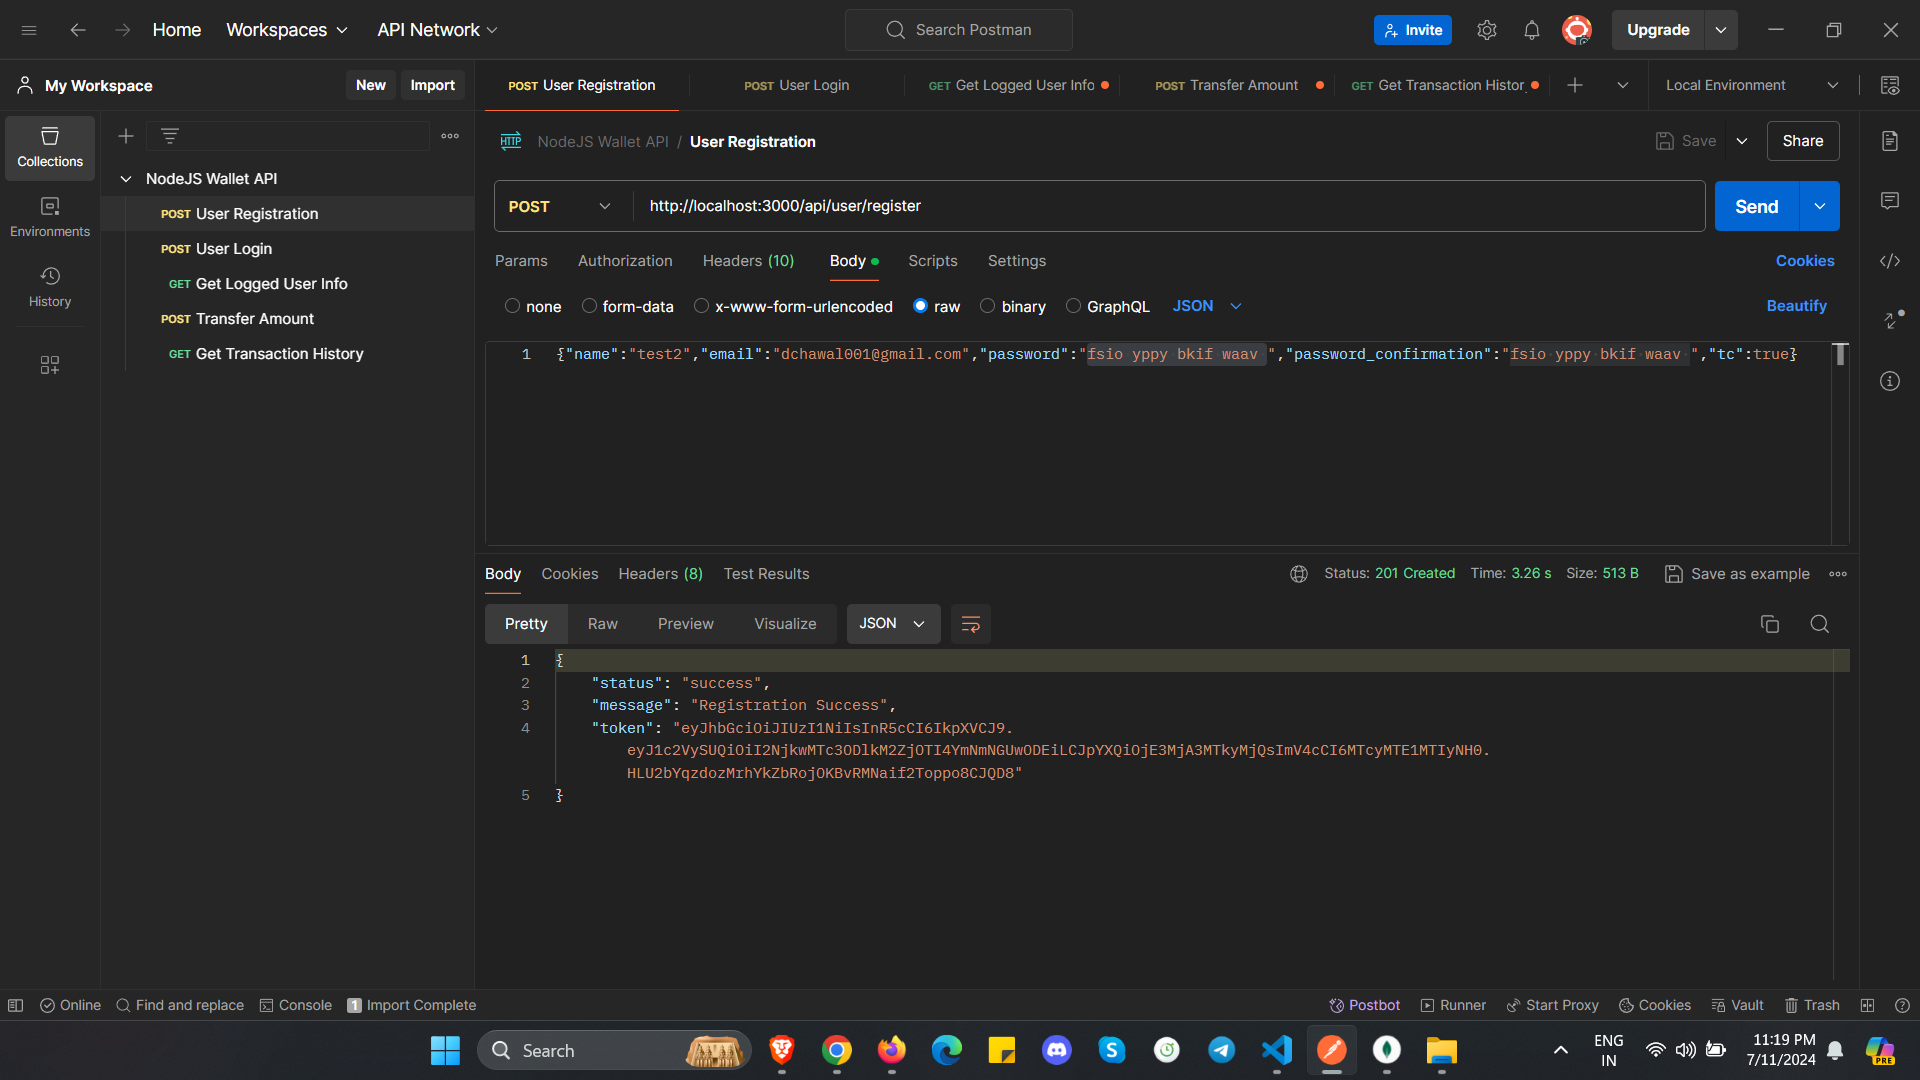 Home Workspaces API Network Search Postman Invite Upgrade
My Workspace New Import POST User Registration POST User Login GET Get Logged User Info POST Transfer Amount GET Get Transaction Histor Local Environment
Collections
Environments
History
NodeJS Wallet API
POST User Registration
POST User Login
GET Get Logged User Info
POST Transfer Amount
GET Get Transaction History
HTTP NodeJS Wallet API / User Registration Save Share
POST http://localhost:3000/api/user/register Send
Params Authorization Headers (10) Body Scripts Settings Cookies
none form-data x-www-form-urlencoded raw binary GraphQL JSON Beautify
1 {"name":"test2","email":"dchawal001@gmail.com","password":"fsio yppy bkif waav ","password_confirmation":"fsio yppy bkif waav ","tc":true}
Body Cookies Headers (8) Test Results Status: 201 Created Time: 3.26 s Size: 513 B Save as example
Pretty Raw Preview Visualize JSON
1 {
2 "status": "success",
3 "message": "Registration Success",
4 "token": "eyJhbGciOiJIUzI1NiIsInR5cCI6IkpXVCJ9.
eyJ1c2VySUQiOiI2NjkwMTc3ODlkM2ZjOTI4YmNmNGUwODEiLCJpYXQiOjE3MjA3MTkyMjQsImV4cCI6MTcyMTE1MTIyNH0.
HLU2bYqzdozMrhYkZbRojOKBvRMNaif2Toppo8CJQD8"
5 }
Online Find and replace Console 1 Import Complete Postbot Runner Start Proxy Cookies Vault Trash
Search ENG 11:19 PM
IN 7/11/2024
PRE